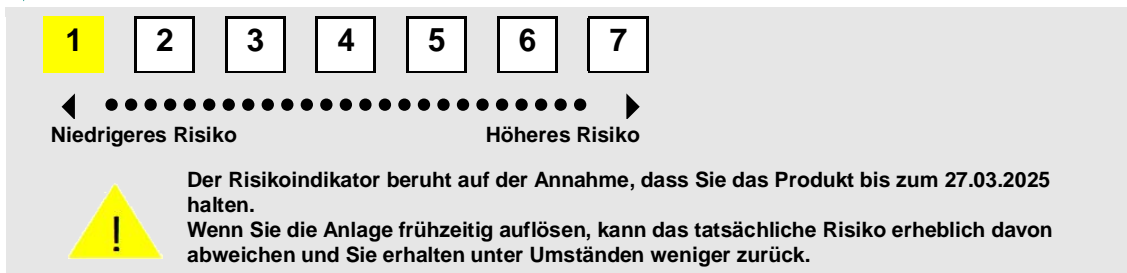 1 2 3 4 5 6 7
Niedrigeres Risiko Höheres Risiko
Der Risikoindikator beruht auf der Annahme, dass Sie das Produkt bis zum 27.03.2025
halten.
Wenn Sie die Anlage frühzeitig auflösen, kann das tatsächliche Risiko erheblich davon
abweichen und Sie erhalten unter Umständen weniger zurück.
!